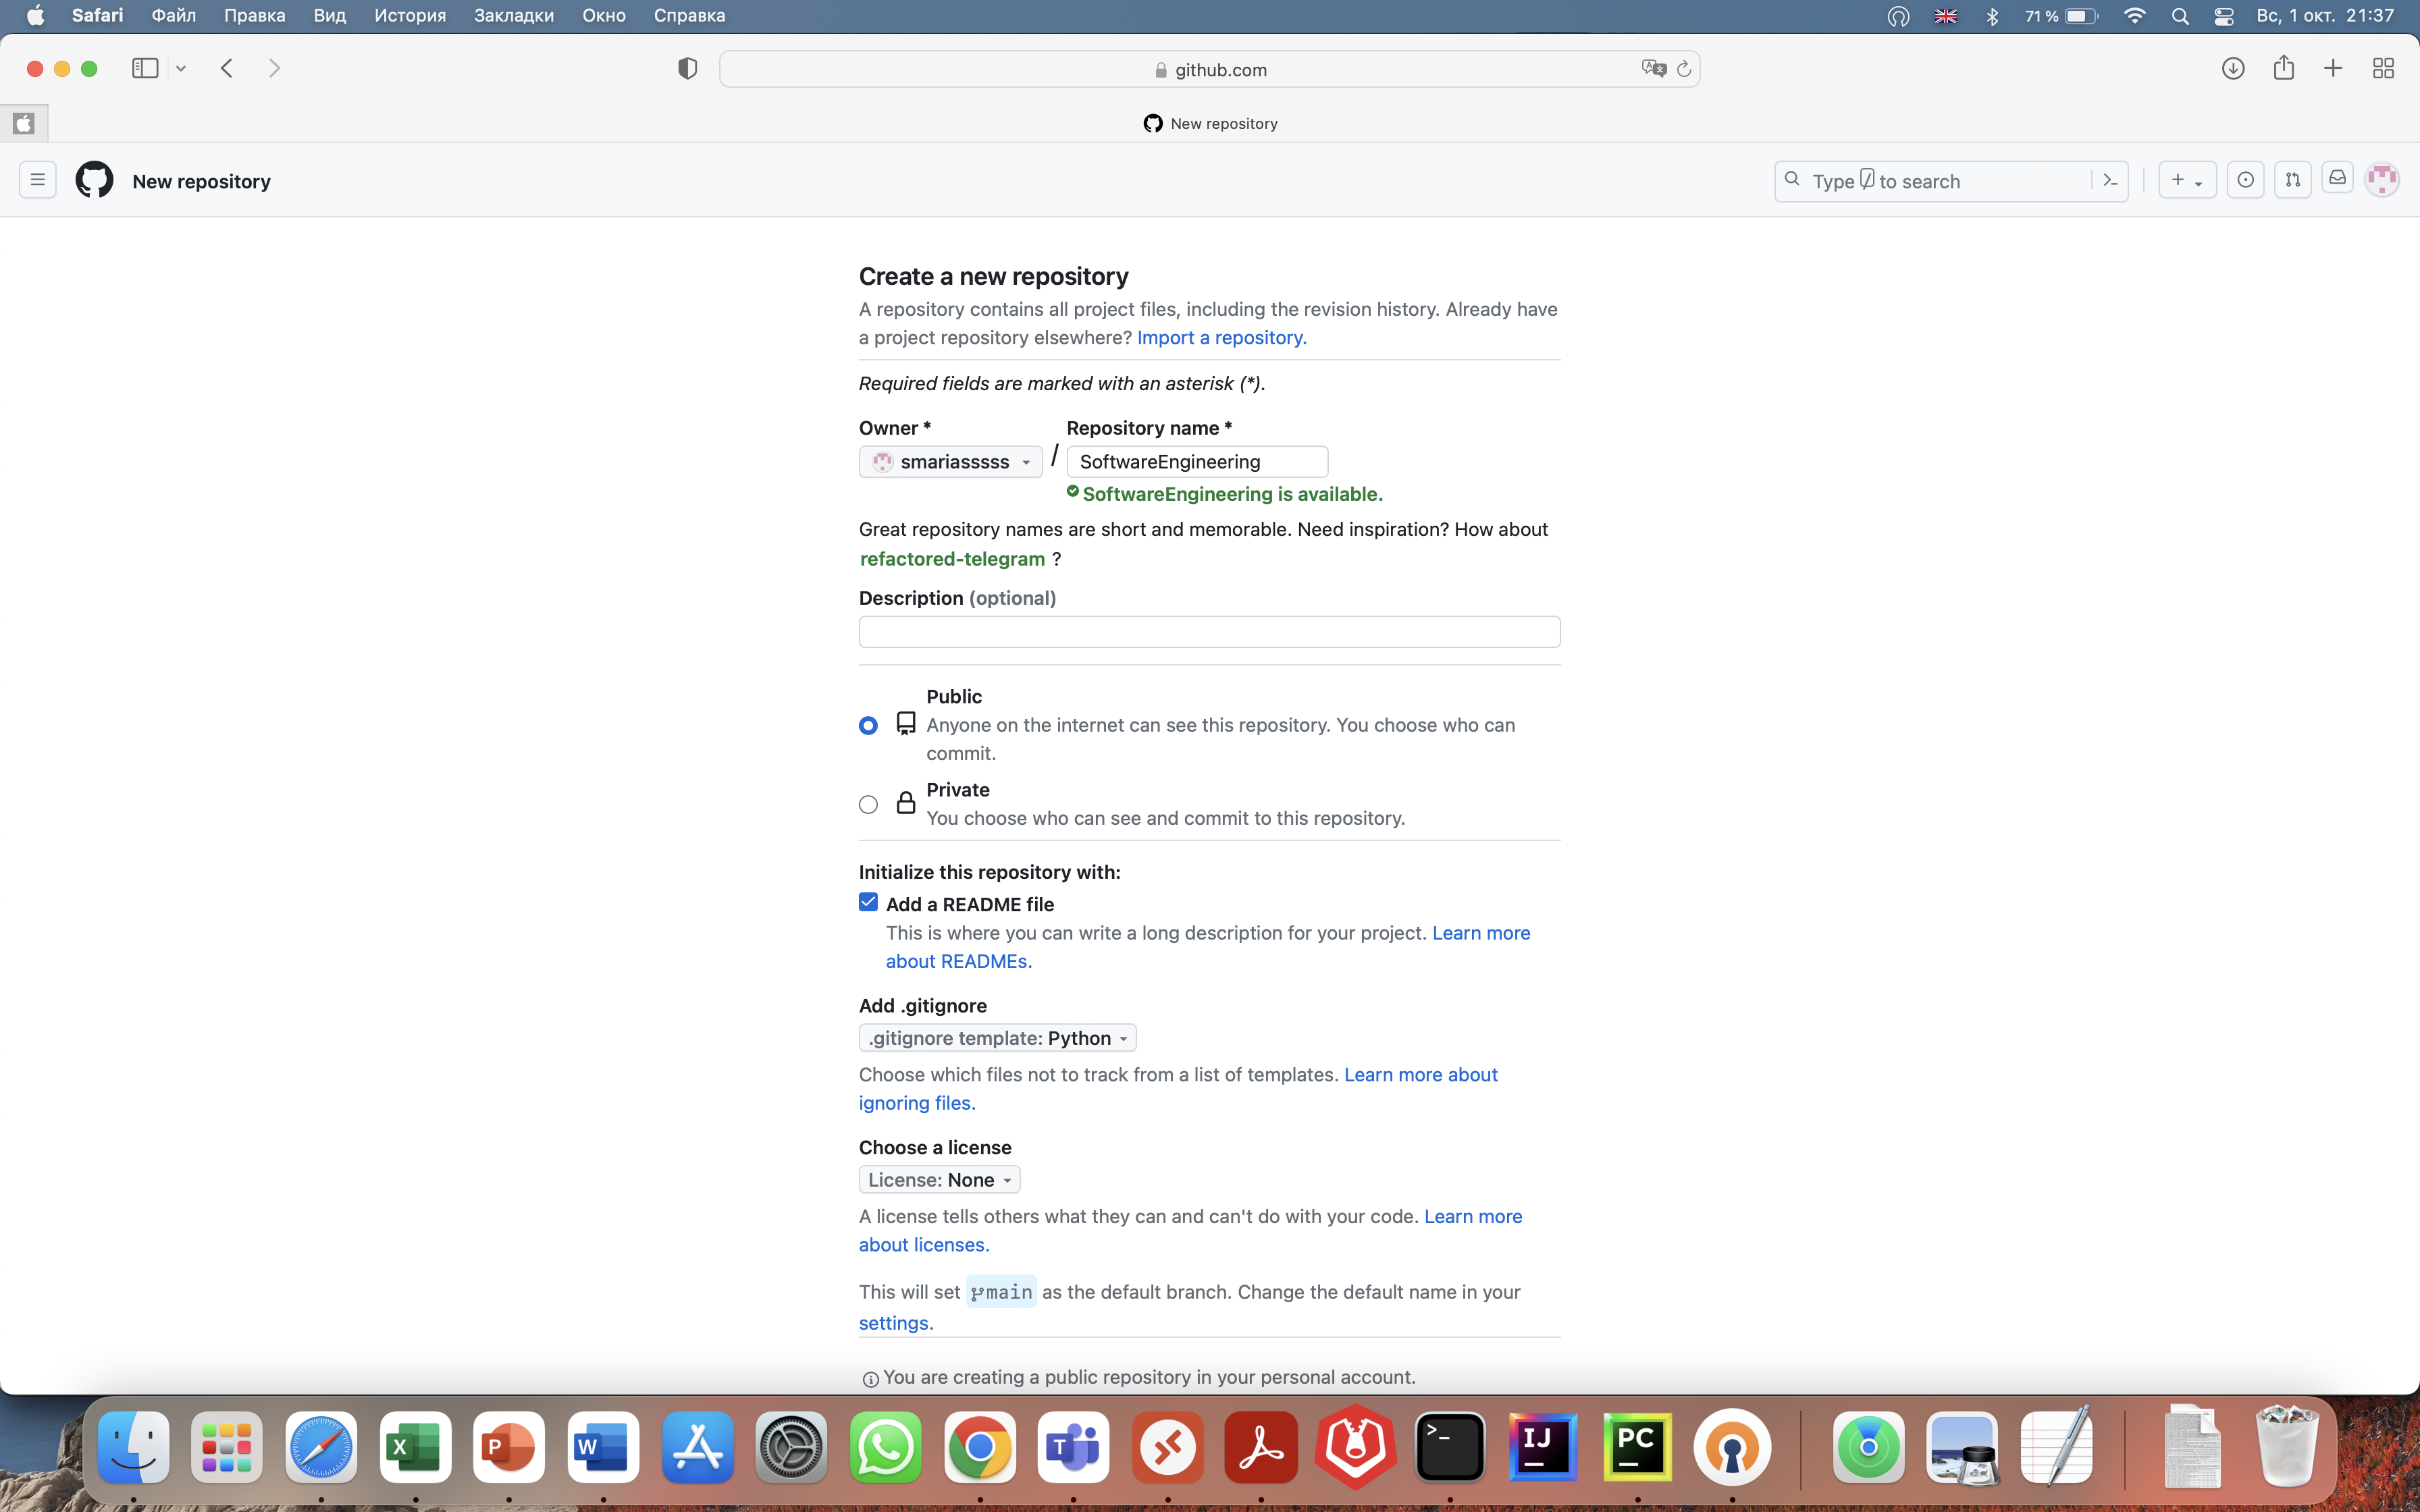 Safari Файл Правка Вид История Закладки Окно Справка 71 % Вс, 1 окт. 21:37
github.com
New repository
New repository Type / to search
Create a new repository
A repository contains all project files, including the revision history. Already have
a project repository elsewhere? Import a repository.
Required fields are marked with an asterisk (*).
Owner * Repository name *
smariasssss / SoftwareEngineering
SoftwareEngineering is available.
Great repository names are short and memorable. Need inspiration? How about
refactored-telegram ?
Description (optional)
Public
Anyone on the internet can see this repository. You choose who can
commit.
Private
You choose who can see and commit to this repository.
Initialize this repository with:
Add a README file
This is where you can write a long description for your project. Learn more
about READMEs.
Add .gitignore
.gitignore template: Python
Choose which files not to track from a list of templates. Learn more about
ignoring files.
Choose a license
License: None
A license tells others what they can and can't do with your code. Learn more
about licenses.
This will set main as the default branch. Change the default name in your
settings.
You are creating a public repository in your personal account.
X P W T >_ IJ PC